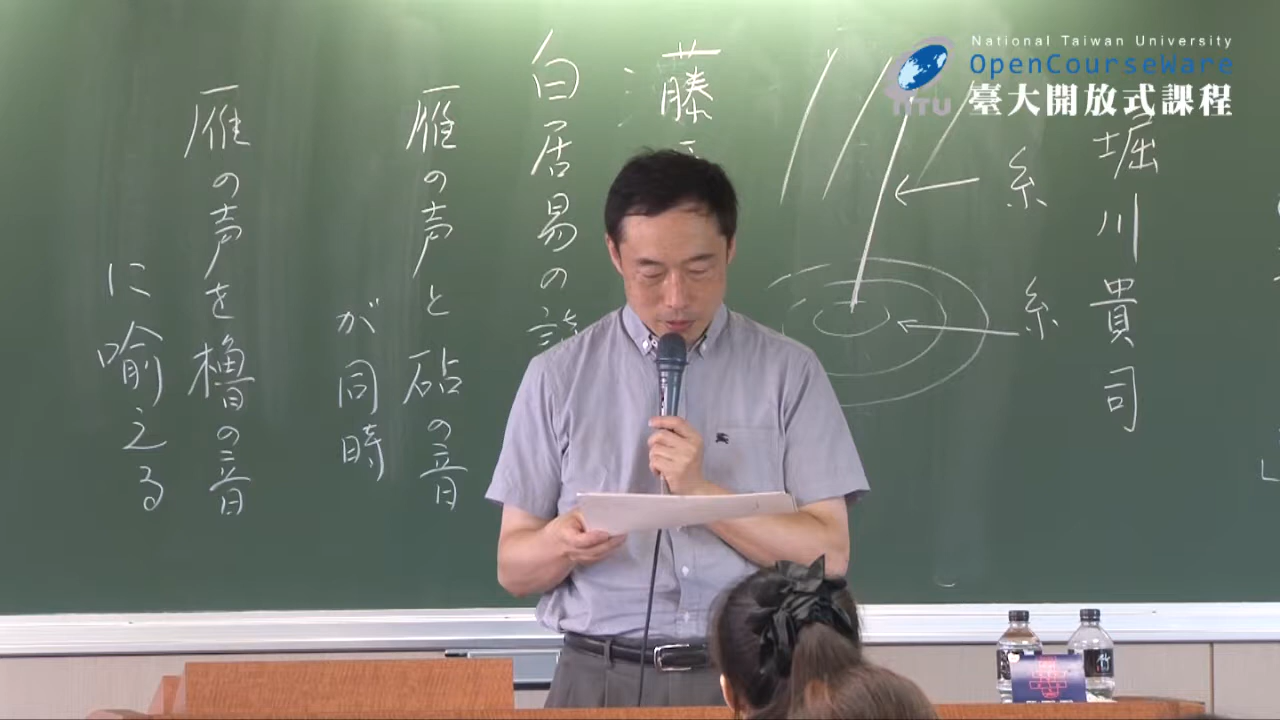 National Taiwan University
OpenCourseWare
臺大開放式課程
NTU
堀川貴司
糸
糸
藤
白居易の詩
雁の声と砧の音
が同時
雁の声を櫓の音
に喩える